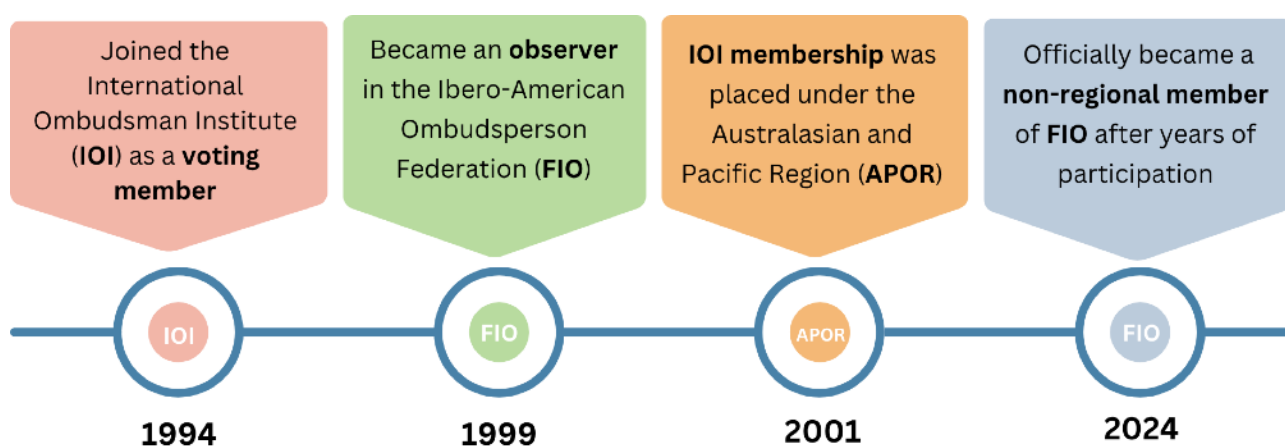 Joined the
International
Ombudsman Institute
(IOI) as a voting
member
Became an observer
in the Ibero-American
Ombudsperson
Federation (FIO)
IOI membership was
placed under the
Australasian and
Pacific Region (APOR)
Officially became a
non-regional member
of FIO after years of
participation
IOI
FIO
APOR
FIO
1994
1999
2001
2024